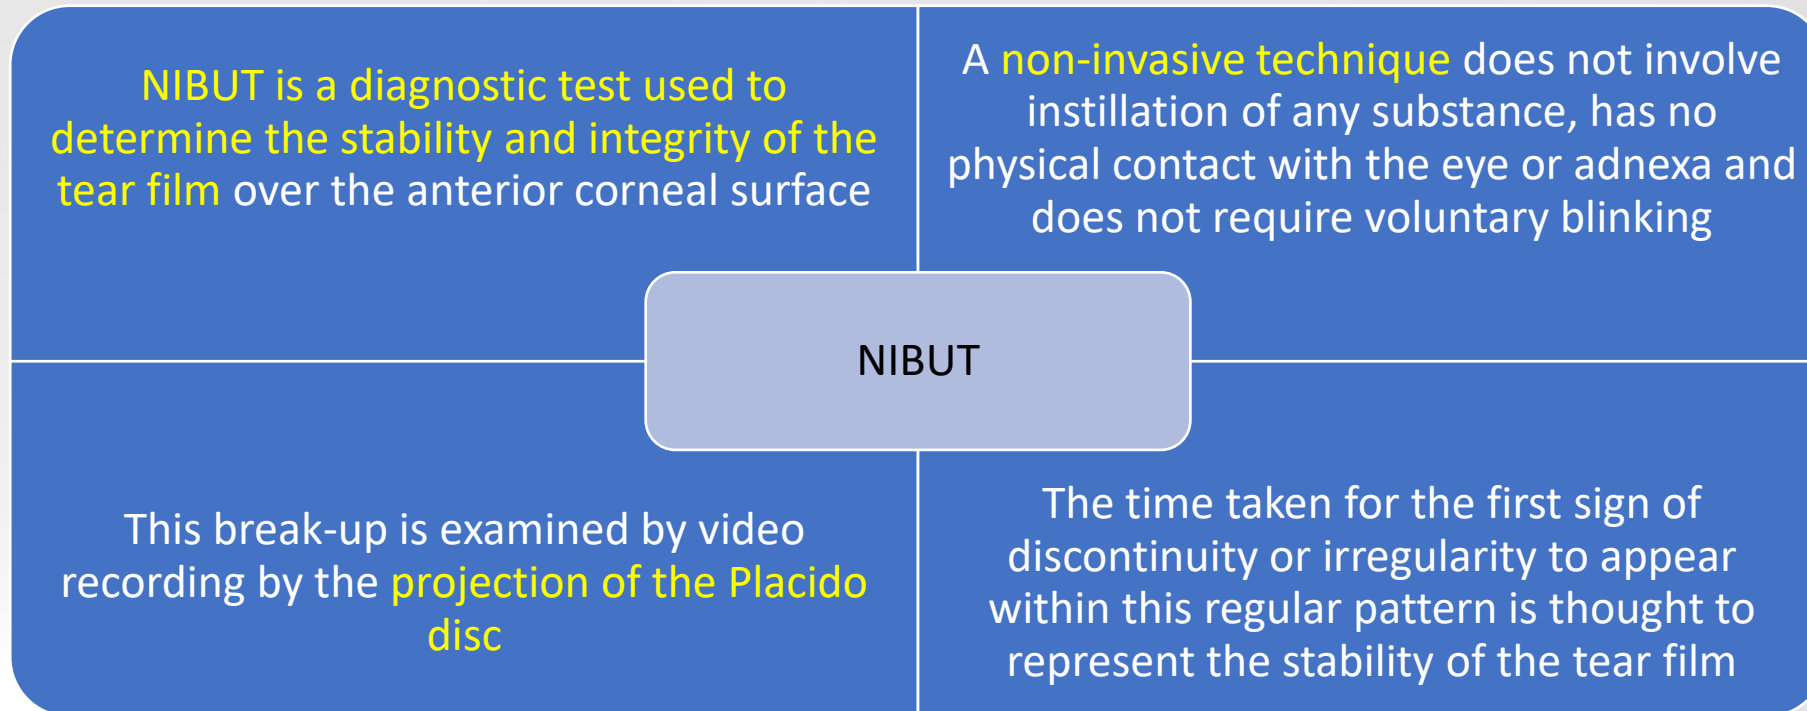 NIBUT is a diagnostic test used to
determine the stability and integrity of the
tear film over the anterior corneal surface
A non-invasive technique does not involve
instillation of any substance, has no
physical contact with the eye or adnexa and
does not require voluntary blinking
NIBUT
This break-up is examined by video
recording by the projection of the Placido
disc
The time taken for the first sign of
discontinuity or irregularity to appear
within this regular pattern is thought to
represent the stability of the tear film